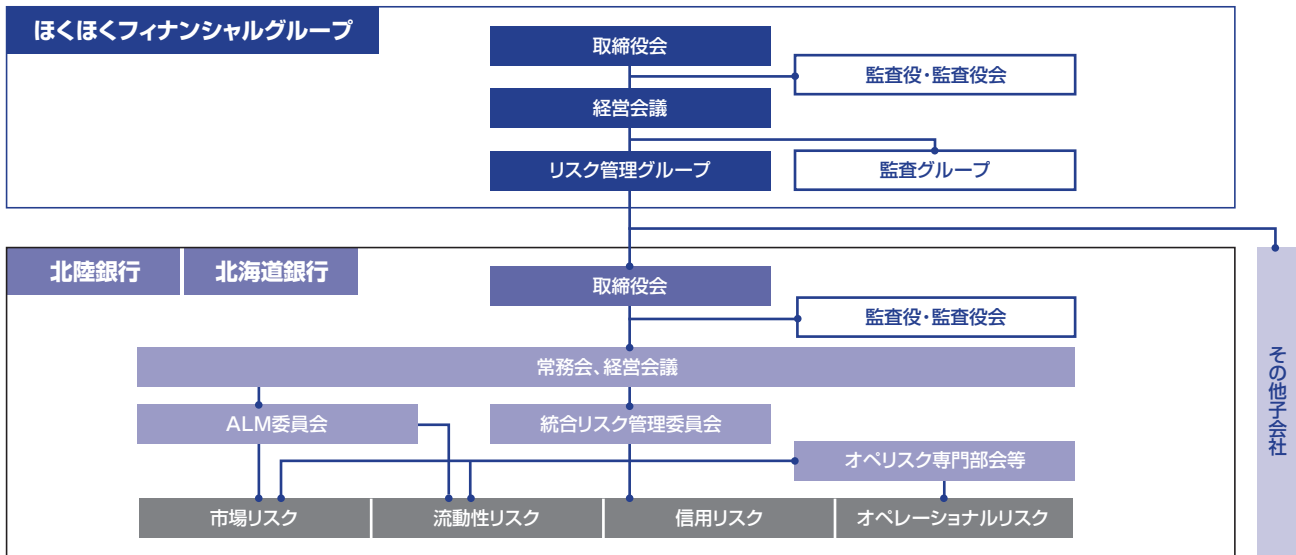 ほくほくフィナンシャルグループ
取締役会
監査役・監査役会
経営会議
リスク管理グループ
監査グループ
北陸銀行
北海道銀行
取締役会
監査役・監査役会
常務会、経営会議
ALM委員会
統合リスク管理委員会
オペリスク専門部会等
市場リスク
流動性リスク
信用リスク
オペレーショナルリスク
その他子会社